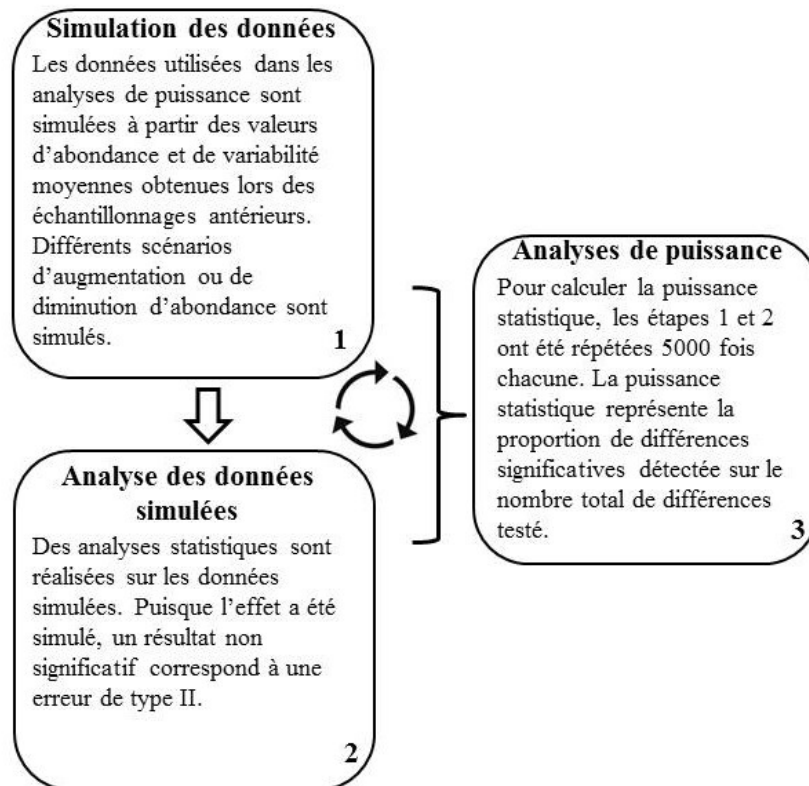 Simulation des données
Les données utilisées dans les
analyses de puissance sont
simulées à partir des valeurs
d'abondance et de variabilité
moyennes obtenues lors des
échantillonnages antérieurs.
Différents scénarios
d'augmentation ou de
diminution d'abondance sont
simulés.
1
Analyse des données
simulées
Des analyses statistiques sont
réalisées sur les données
simulées. Puisque l'effet a été
simulé, un résultat non
significatif correspond à une
erreur de type II.
2
Analyses de puissance
Pour calculer la puissance
statistique, les étapes 1 et 2
ont été répétées 5000 fois
chacune. La puissance
statistique représente la
proportion de différences
significatives détectée sur le
nombre total de différences
testé.
3